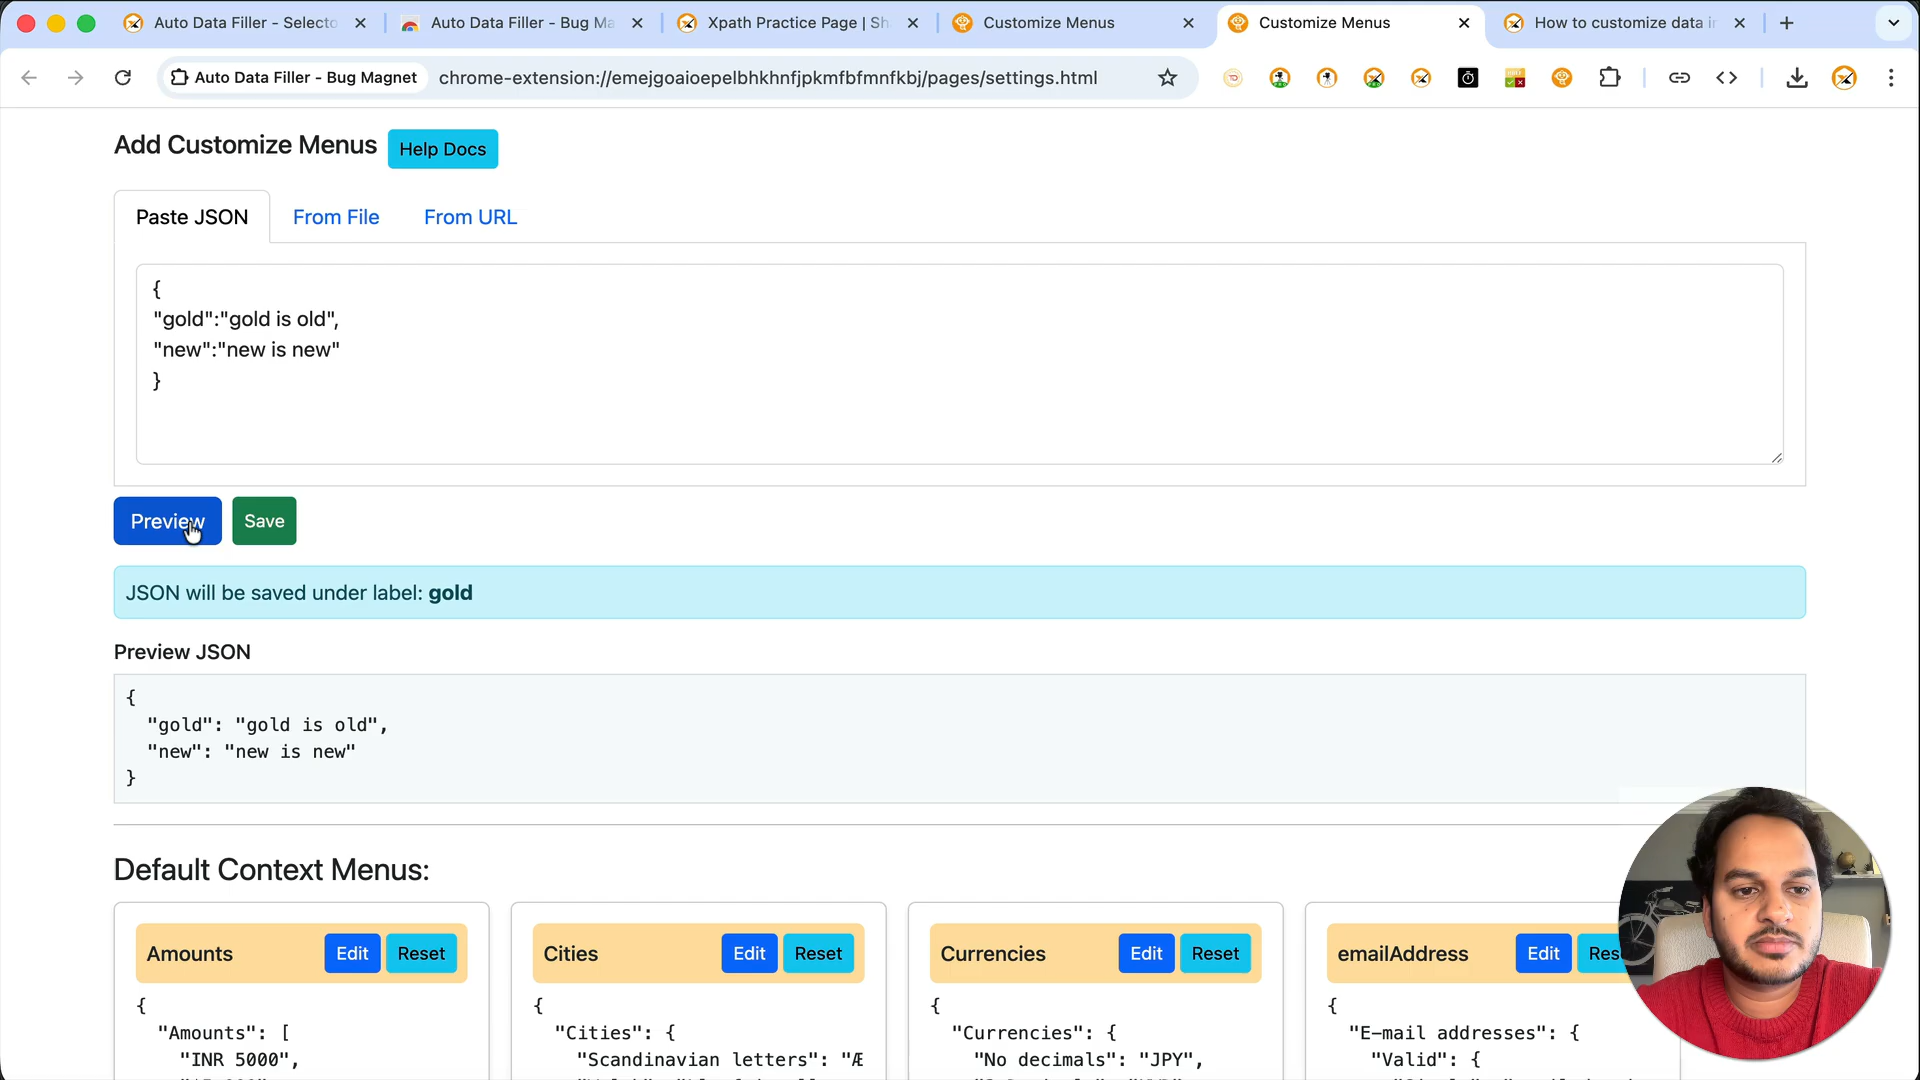 Auto Data Filler - Selecto
Auto Data Filler - Bug Ma
Xpath Practice Page | Sh
Customize Menus
Customize Menus
How to customize data in
Auto Data Filler - Bug Magnet
chrome-extension://emejgoaioepelbhkhnfjpkmfbfmnfkbj/pages/settings.html
Add Customize Menus
Help Docs
Paste JSON
From File
From URL
{
"gold":"gold is old",
"new":"new is new"
}
Preview
Save
JSON will be saved under label: gold
Preview JSON
{
"gold": "gold is old",
"new": "new is new"
}
Default Context Menus:
Amounts
Edit
Reset
{
"Amounts": [
"INR 5000",
Cities
Edit
Reset
{
"Cities": {
"Scandinavian letters": "Æ
Currencies
Edit
Reset
{
"Currencies": {
"No decimals": "JPY",
emailAddress
Edit
Res
{
"E-mail addresses": {
"Valid": {